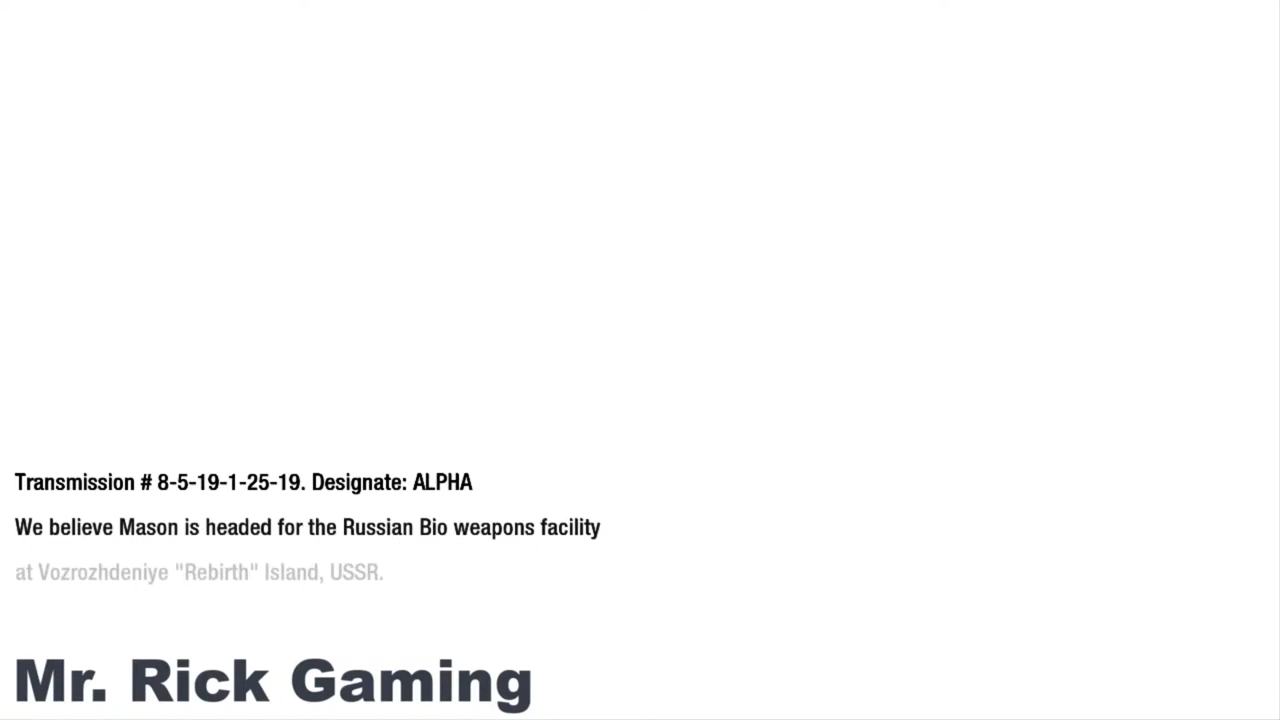 Transmission # 8-5-19-1-25-19. Designate: ALPHA
We believe Mason is headed for the Russian Bio weapons facility
at Vozrozhdeniye "Rebirth" Island, USSR.
Mr. Rick Gaming